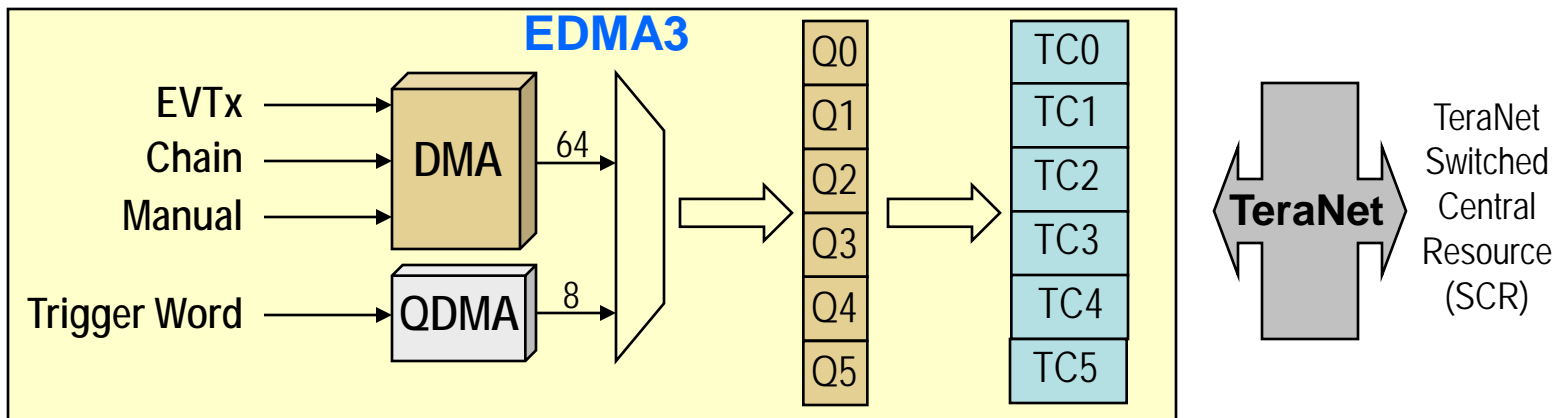 EDMA3
EVTx
Chain
Manual
Trigger Word
DMA
QDMA
64
8
Q0
Q1
Q2
Q3
Q4
Q5
TC0
TC1
TC2
TC3
TC4
TC5
TeraNet
TeraNet
Switched
Central
Resource
(SCR)